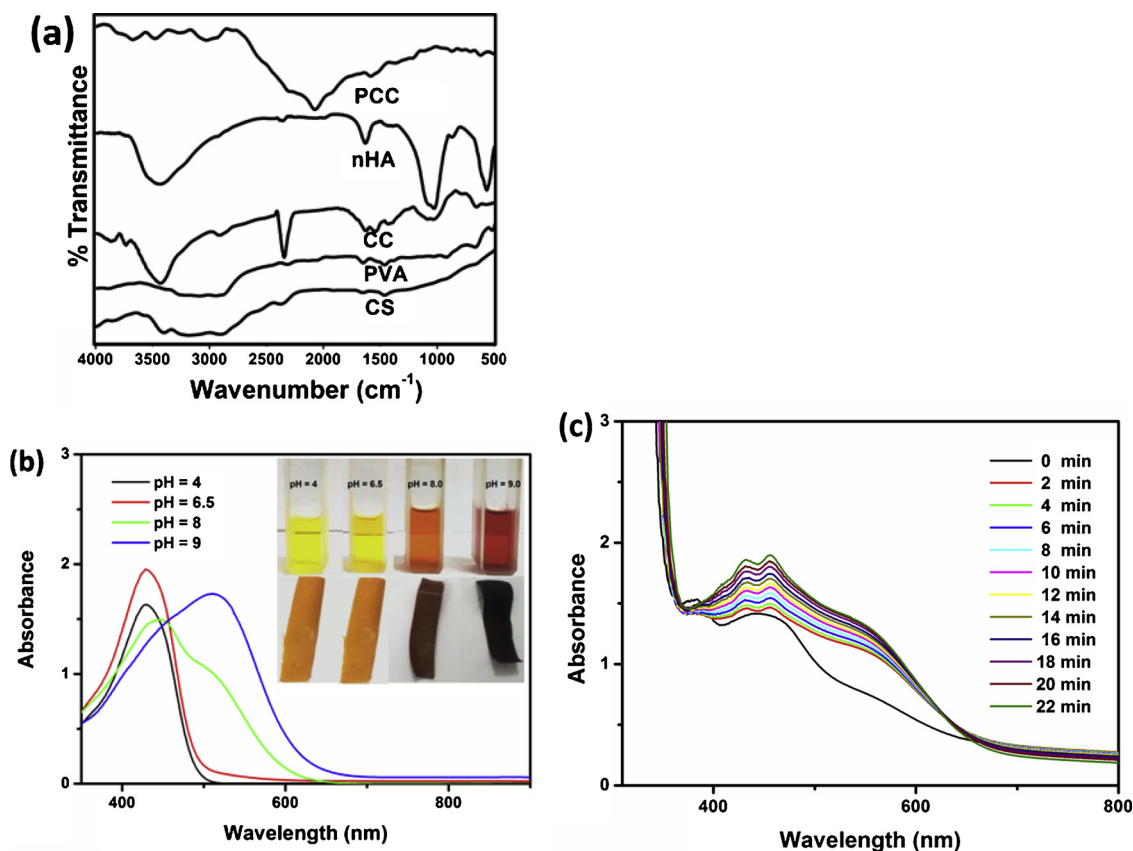 (a)
% Transmittance
PCC
nHA
CC
PVA
CS
4000 3500 3000 2500 2000 1500 1000 500
Wavenumber (cm⁻¹)
(b)
3
2
1
0
Absorbance
pH = 4
pH = 6.5
pH = 8
pH = 9
pH = 4 pH = 6.5 pH = 8.0 pH = 9.0
400 600 800
Wavelength (nm)
(c)
3
2
1
0
Absorbance
0 min
2 min
4 min
6 min
8 min
10 min
12 min
14 min
16 min
18 min
20 min
22 min
400 600 800
Wavelength (nm)